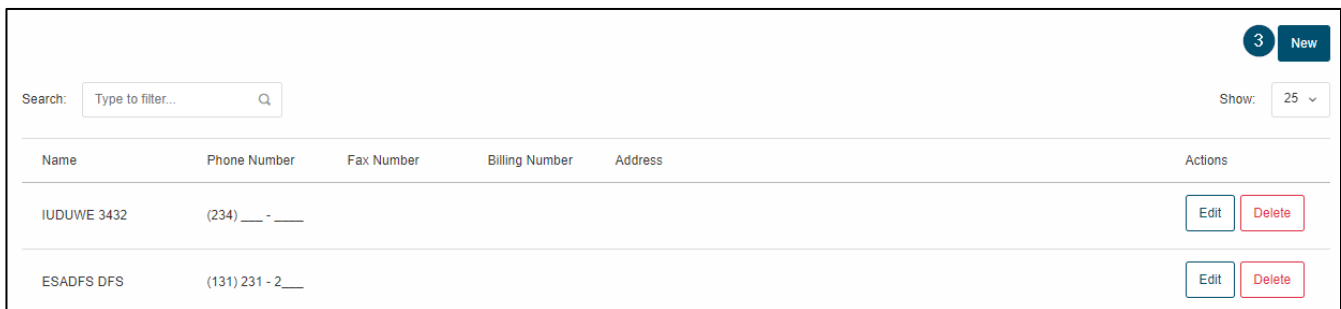 3 New
Search: Type to filter... Show: 25
Name Phone Number Fax Number Billing Number Address Actions
IUDUWE 3432 (234) ___ - ____ Edit Delete
ESADFS DFS (131) 231 - 2___ Edit Delete